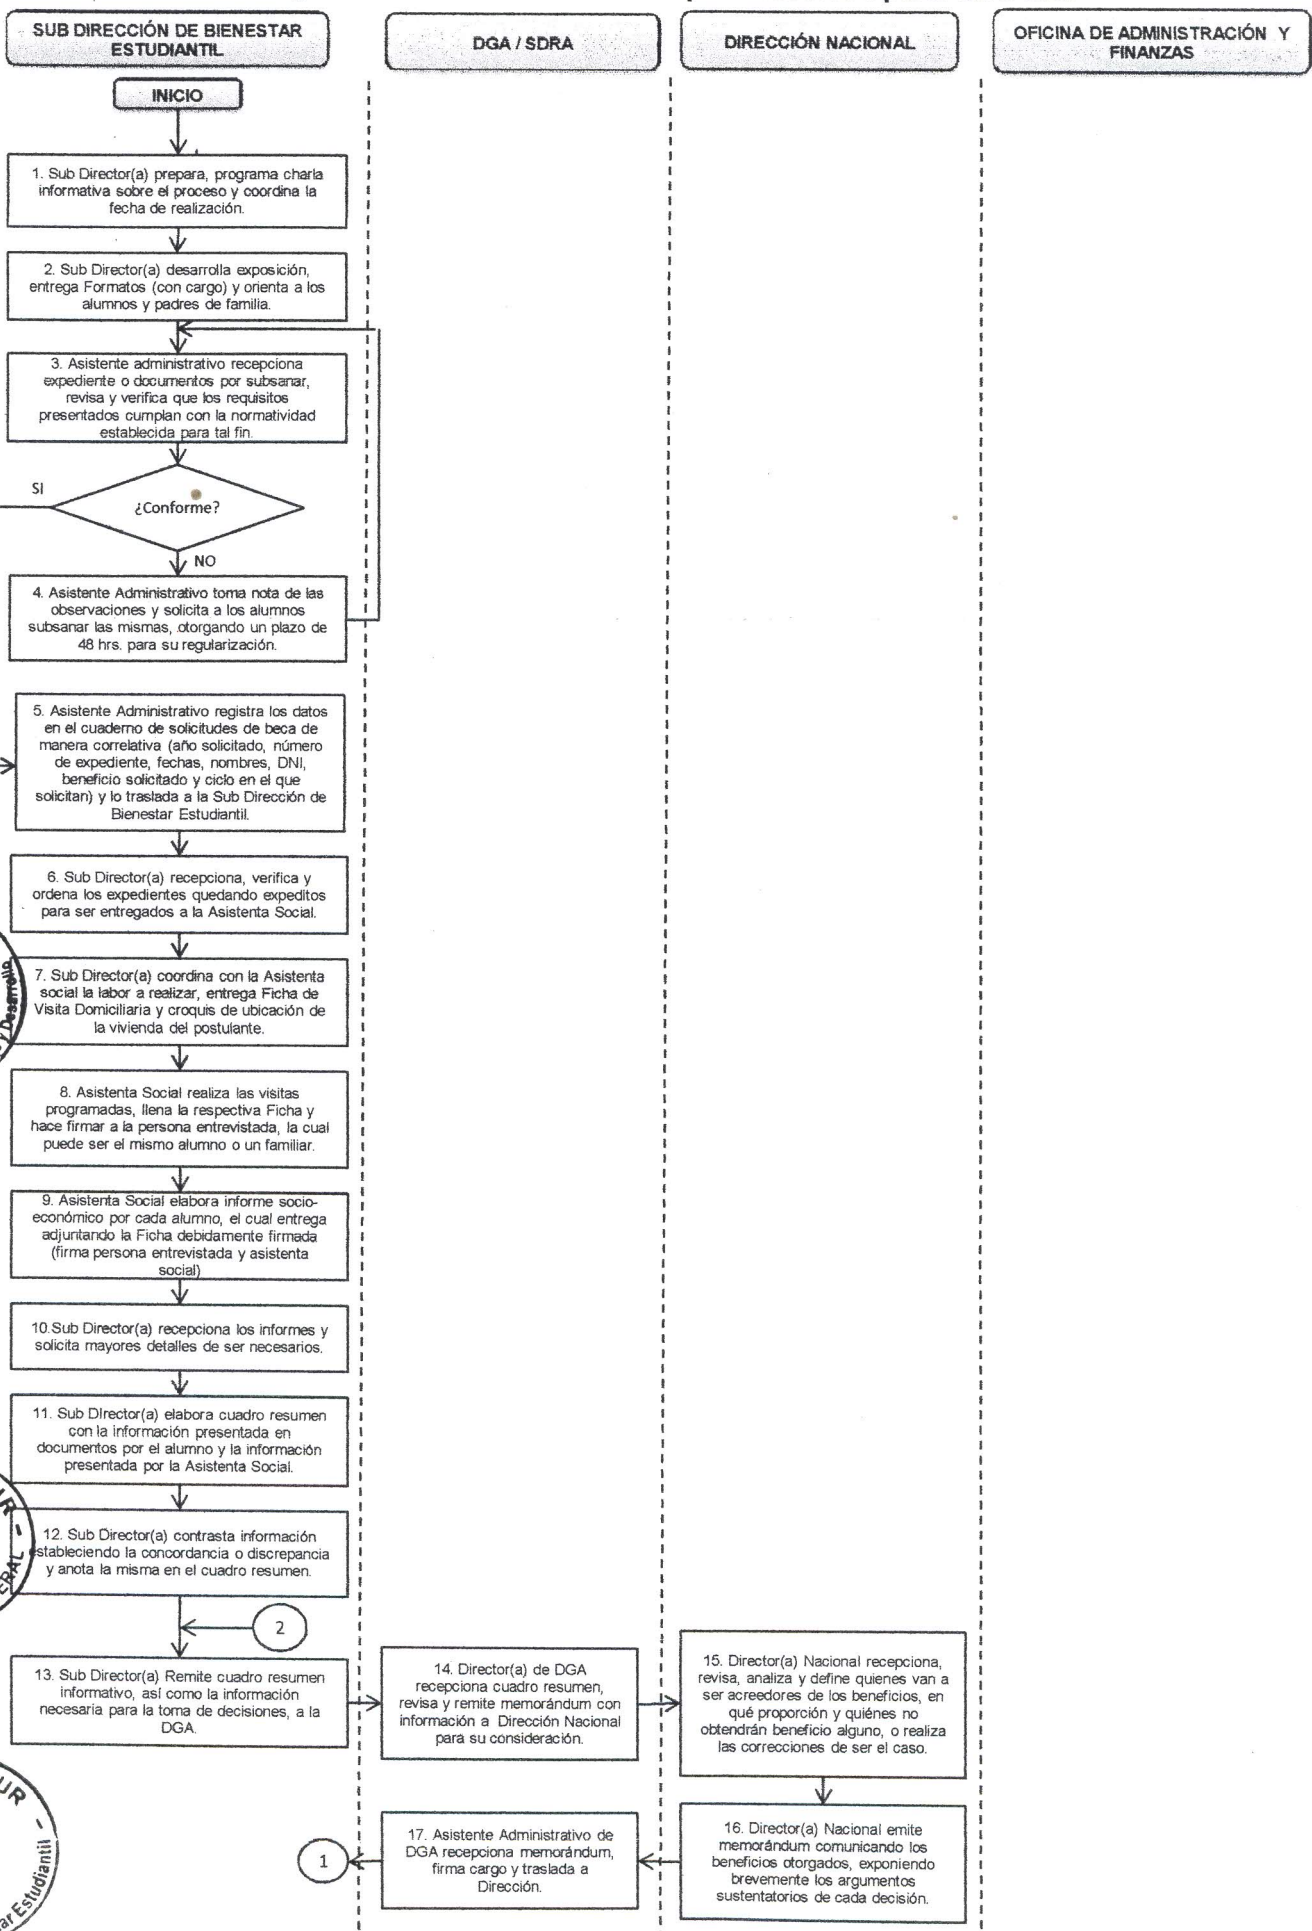 SUB DIRECCIÓN DE BIENESTAR
ESTUDIANTIL
DGA / SDRA
DIRECCIÓN NACIONAL
OFICINA DE ADMINISTRACIÓN Y
FINANZAS
INICIO
1. Sub Director(a) prepara, programa charla
informativa sobre el proceso y coordina la
fecha de realización.
2. Sub Director(a) desarrolla exposición,
entrega Formatos (con cargo) y orienta a los
alumnos y padres de familia.
3. Asistente administrativo recepciona
expediente o documentos por subsanar,
revisa y verifica que los requisitos
presentados cumplan con la normatividad
establecida para tal fin.
SI
¿Conforme?
NO
4. Asistente Administrativo toma nota de las
observaciones y solicita a los alumnos
subsanar las mismas, otorgando un plazo de
48 hrs. para su regularización.
5. Asistente Administrativo registra los datos
en el cuaderno de solicitudes de beca de
manera correlativa (año solicitado, número
de expediente, fechas, nombres, DNI,
beneficio solicitado y ciclo en el que
solicitan) y lo traslada a la Sub Dirección de
Bienestar Estudiantil.
6. Sub Director(a) recepciona, verifica y
ordena los expedientes quedando expeditos
para ser entregados a la Asistenta Social.
y Desarrollo
7. Sub Director(a) coordina con la Asistenta
social la labor a realizar, entrega Ficha de
Visita Domiciliaria y croquis de ubicación de
la vivienda del postulante.
8. Asistenta Social realiza las visitas
programadas, llena la respectiva Ficha y
hace firmar a la persona entrevistada, la cual
puede ser el mismo alumno o un familiar.
9. Asistenta Social elabora informe socio-
económico por cada alumno, el cual entrega
adjuntando la Ficha debidamente firmada
(firma persona entrevistada y asistenta
social)
10.Sub Director(a) recepciona los informes y
solicita mayores detalles de ser necesarios.
11. Sub Director(a) elabora cuadro resumen
con la información presentada en
documentos por el alumno y la información
presentada por la Asistenta Social.
12. Sub Director(a) contrasta información
estableciendo la concordancia o discrepancia
y anota la misma en el cuadro resumen.
2
13. Sub Director(a) Remite cuadro resumen
informativo, así como la información
necesaria para la toma de decisiones, a la
DGA.
14. Director(a) de DGA
recepciona cuadro resumen,
revisa y remite memorándum con
información a Dirección Nacional
para su consideración.
15. Director(a) Nacional recepciona,
revisa, analiza y define quienes van a
ser acreedores de los beneficios, en
qué proporción y quiénes no
obtendrán beneficio alguno, o realiza
las correcciones de ser el caso.
16. Director(a) Nacional emite
memorándum comunicando los
beneficios otorgados, exponiendo
brevemente los argumentos
sustentatorios de cada decisión.
17. Asistente Administrativo de
DGA recepciona memorándum,
firma cargo y traslada a
Dirección.
1
Estudiantil